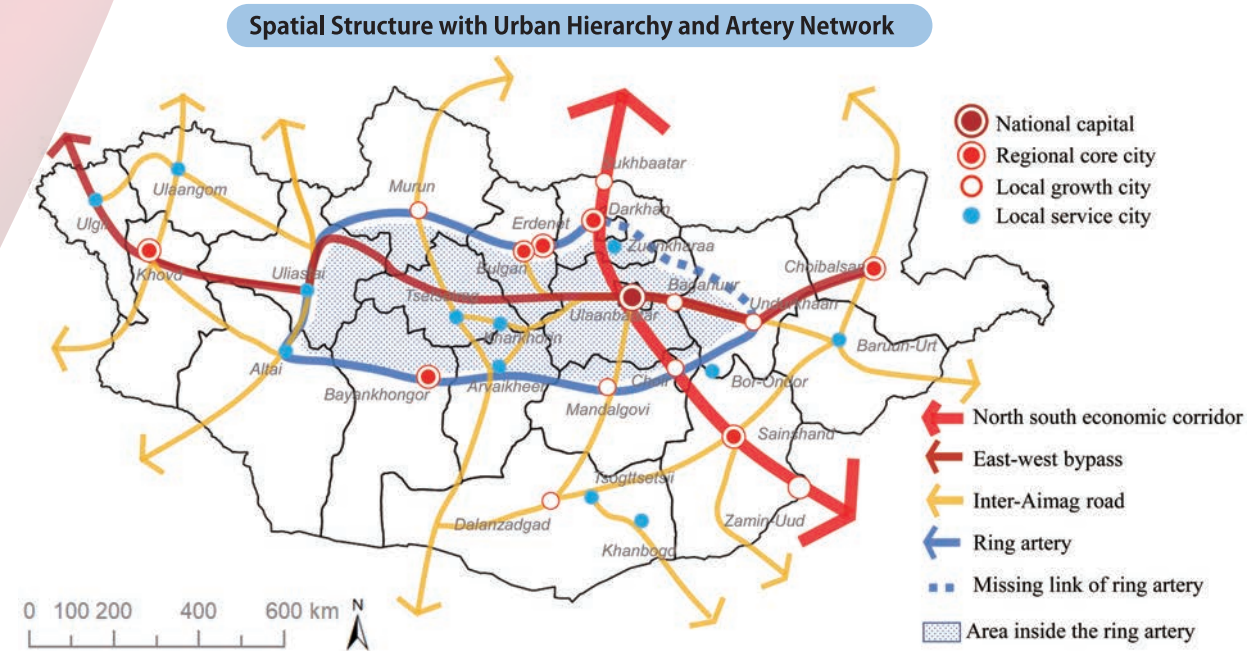 Spatial Structure with Urban Hierarchy and Artery Network
National capital
Regional core city
Local growth city
Local service city
Sukhbaatar
Murun
Darkhan
Ulaangom
Erdenet
Ulgii
Zuunkharaa
Khovd
Uliastai
Bulgan
Choibalsan
Baganuur
Tsetserleg
Undurkhaan
Ulaanbaatar
Kharkhorin
Baruun-Urt
Altai
Choir
Bor-Ondor
Bayankhongor
Arvaikheer
Mandalgovi
North south economic corridor
Sainshand
East-west bypass
Tsogttsetsii
Inter-Aimag road
Dalanzadgad
Zamiin-Uud
Ring artery
Khanbogd
Missing link of ring artery
0 100 200 400 600 km
N
Area inside the ring artery